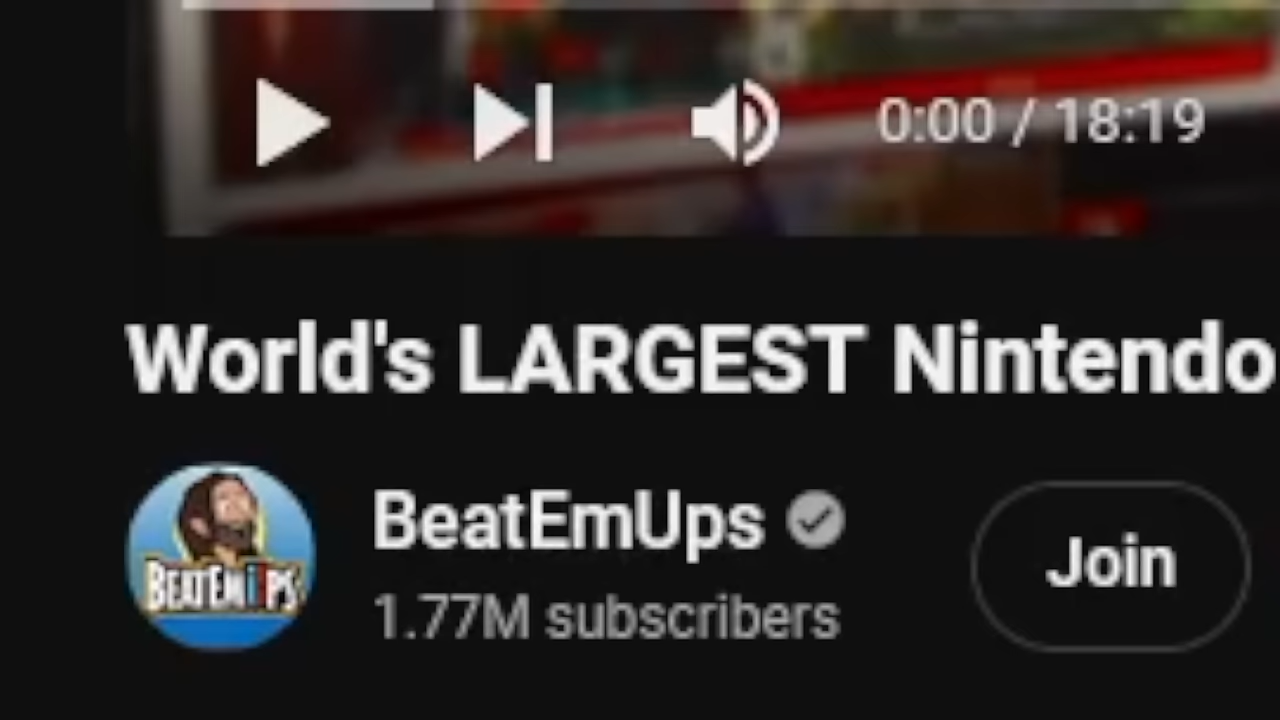 0:00 / 18:19
World's LARGEST Nintendo
BeatEmUps
1.77M subscribers
Join
BEATEMUPS